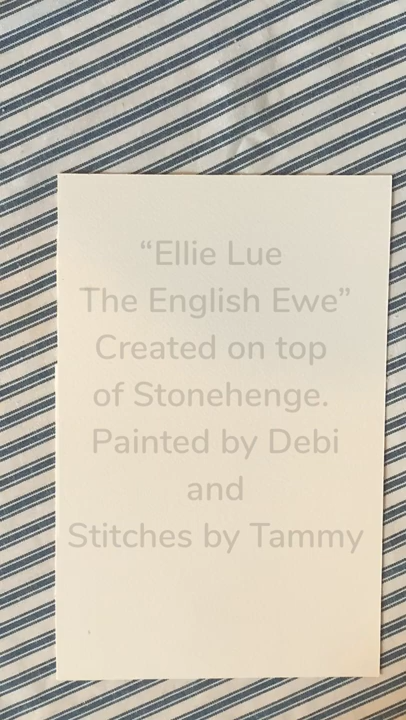 “Ellie Lue
The English Ewe”
Created on top
of Stonehenge.
Painted by Debi
and
Stitches by Tammy